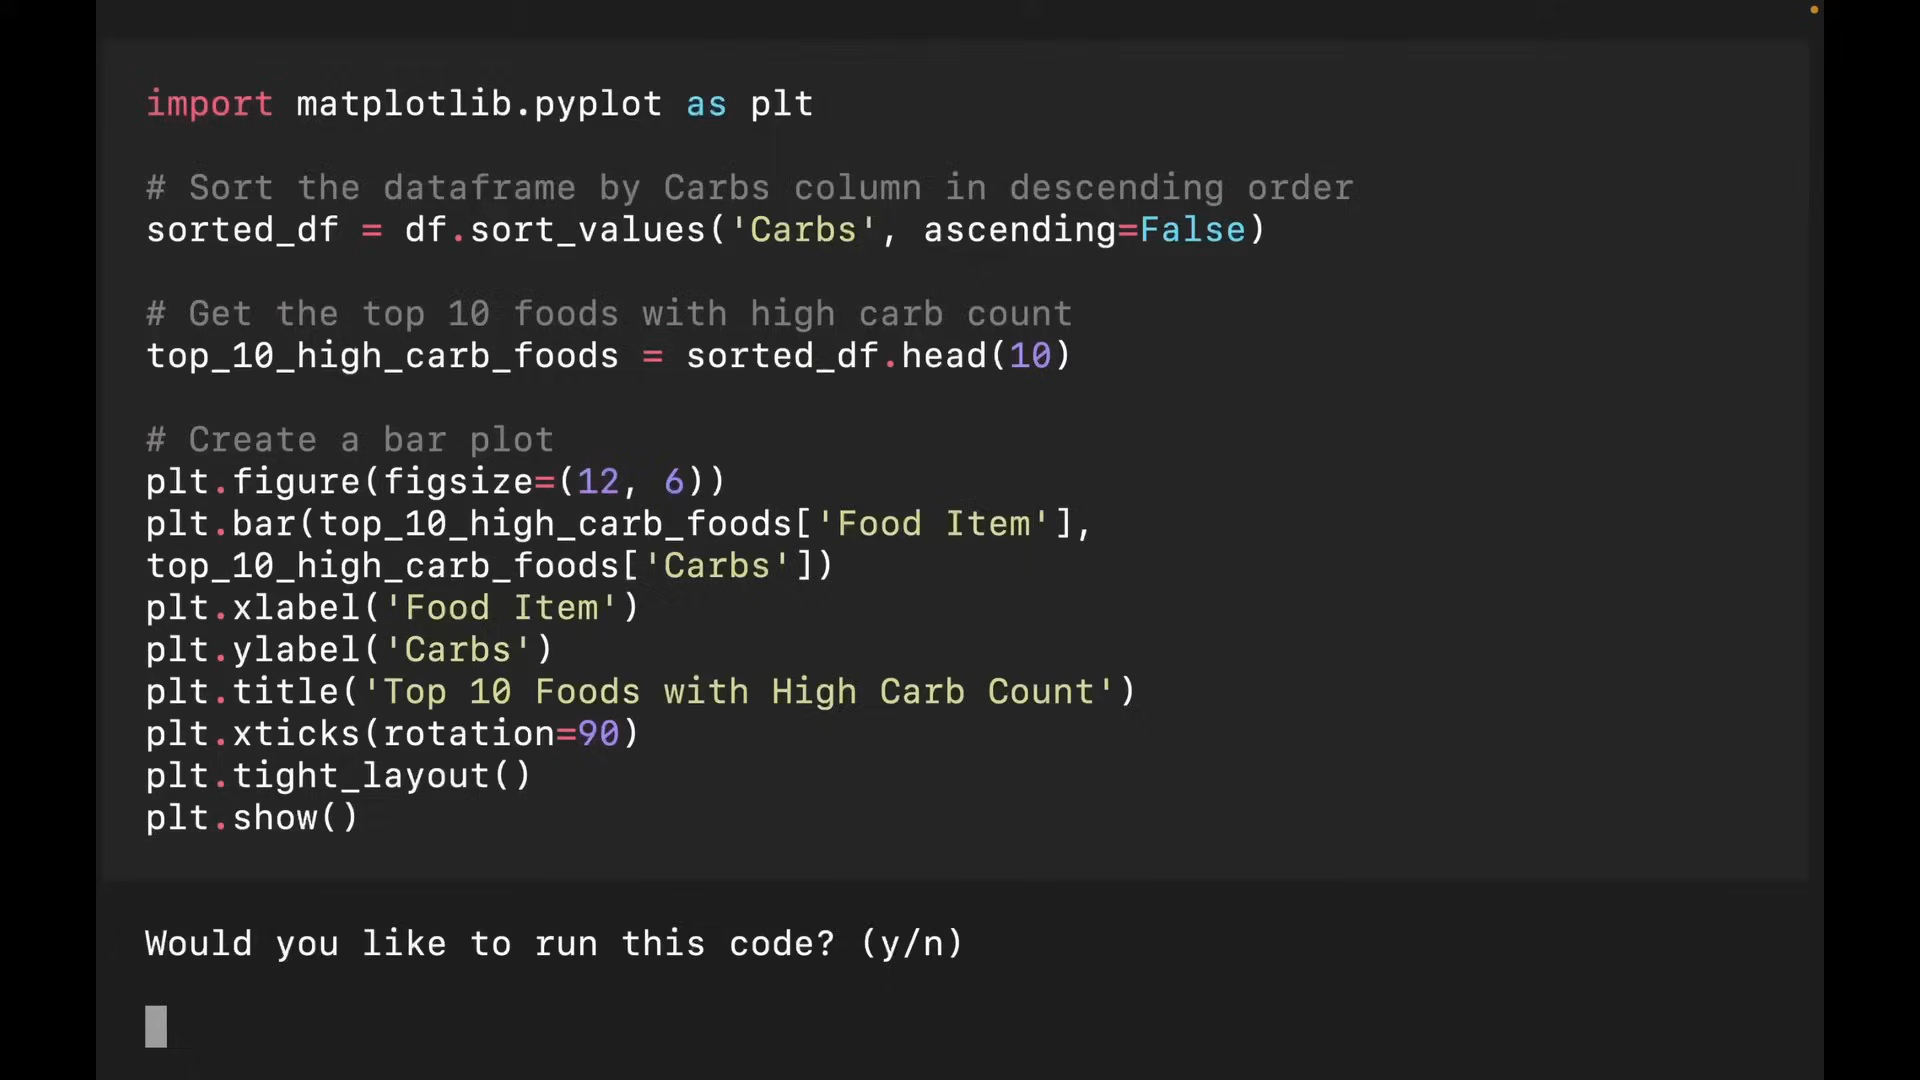 import matplotlib.pyplot as plt
# Sort the dataframe by Carbs column in descending order
sorted_df = df.sort_values('Carbs', ascending=False)
# Get the top 10 foods with high carb count
top_10_high_carb_foods = sorted_df.head(10)
# Create a bar plot
plt.figure(figsize=(12, 6))
plt.bar(top_10_high_carb_foods['Food Item'],
top_10_high_carb_foods['Carbs'])
plt.xlabel('Food Item')
plt.ylabel('Carbs')
plt.title('Top 10 Foods with High Carb Count')
plt.xticks(rotation=90)
plt.tight_layout()
plt.show()
Would you like to run this code? (y/n)